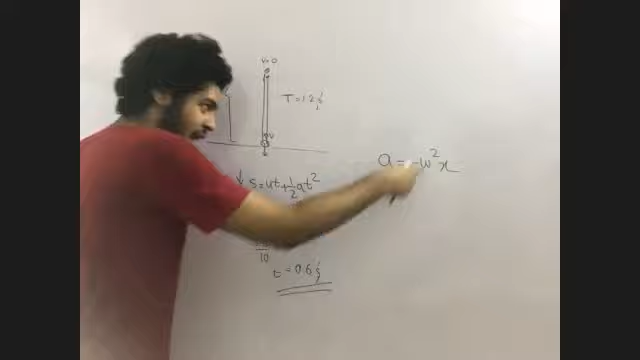 v=0
T=1.2s
u
a = -ω²x
↓ s=ut+½at²
10
t = 0.6s